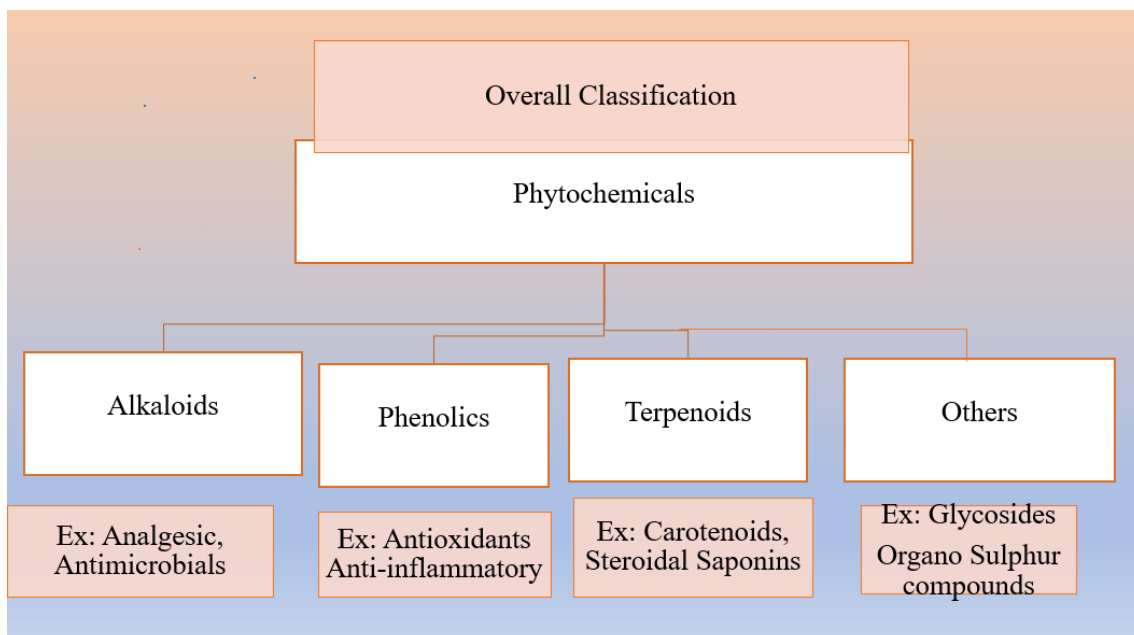 Overall Classification
Phytochemicals
Alkaloids
Phenolics
Terpenoids
Others
Ex: Analgesic,
Antimicrobials
Ex: Antioxidants
Anti-inflammatory
Ex: Carotenoids,
Steroidal Saponins
Ex: Glycosides
Organo Sulphur
compounds